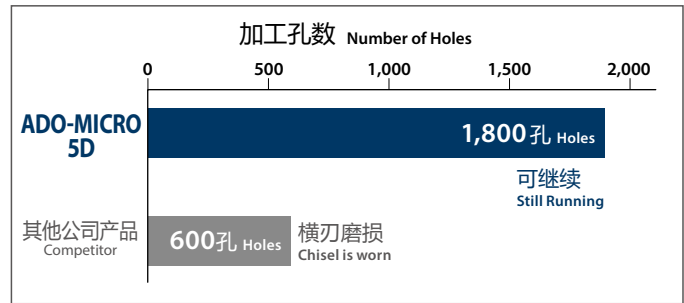 加工孔数 Number of Holes
0 500 1,000 1,500 2,000
ADO-MICRO
5D
1,800孔 Holes
可继续
Still Running
其他公司产品
Competitor
600孔 Holes
横刃磨损
Chisel is worn